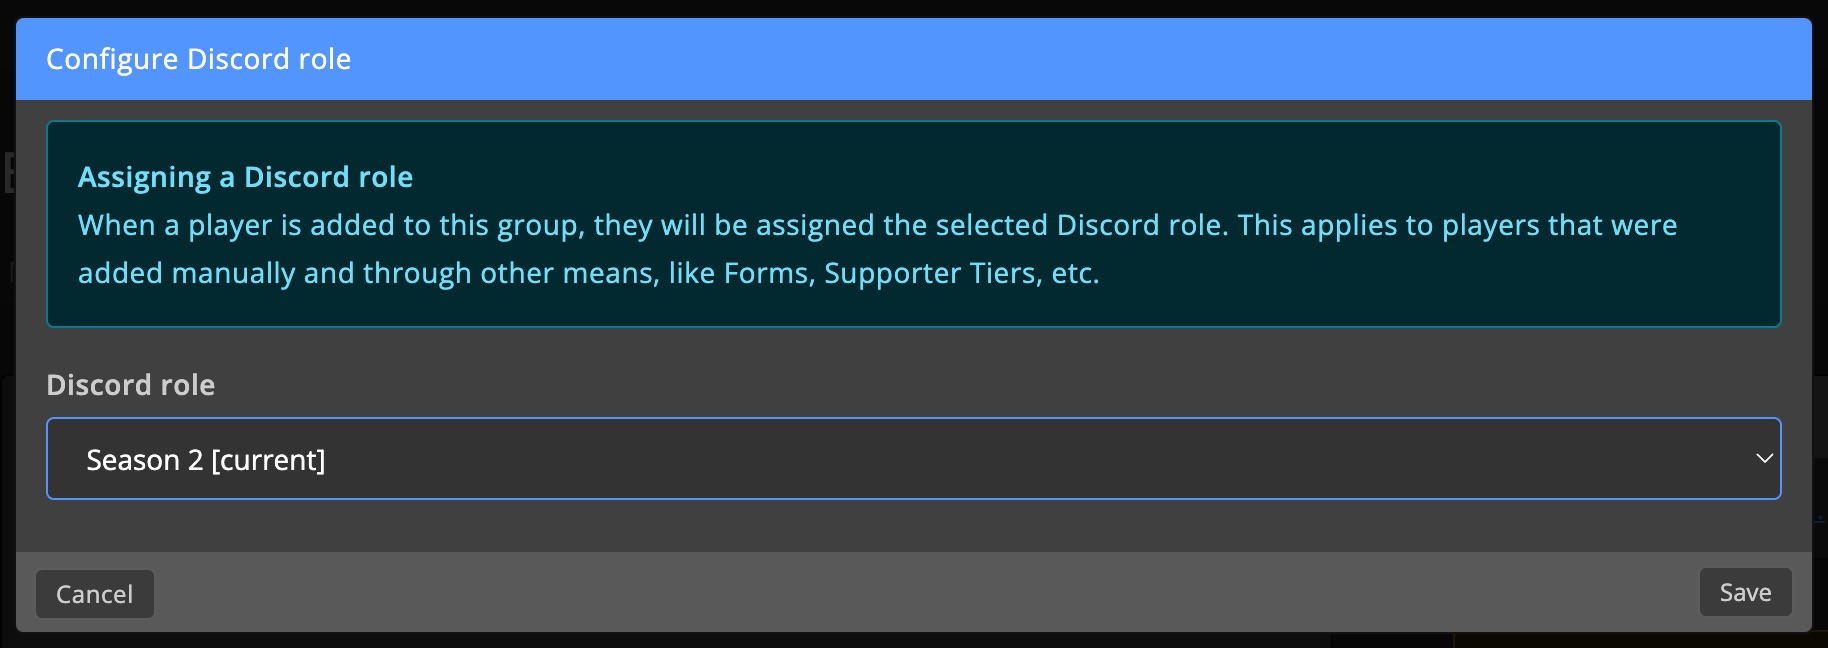 Configure Discord role
Assigning a Discord role
When a player is added to this group, they will be assigned the selected Discord role. This applies to players that were
added manually and through other means, like Forms, Supporter Tiers, etc.
Discord role
Season 2 [current]
Cancel
Save